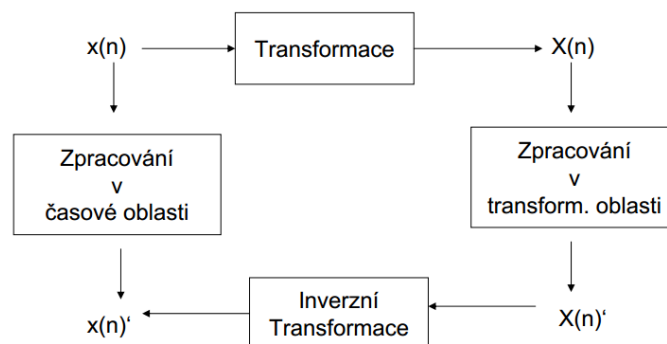 x(n)
Transformace
X(n)
Zpracování
v
časové oblasti
Zpracování
v
transform. oblasti
x(n)‘
Inverzní
Transformace
X(n)‘